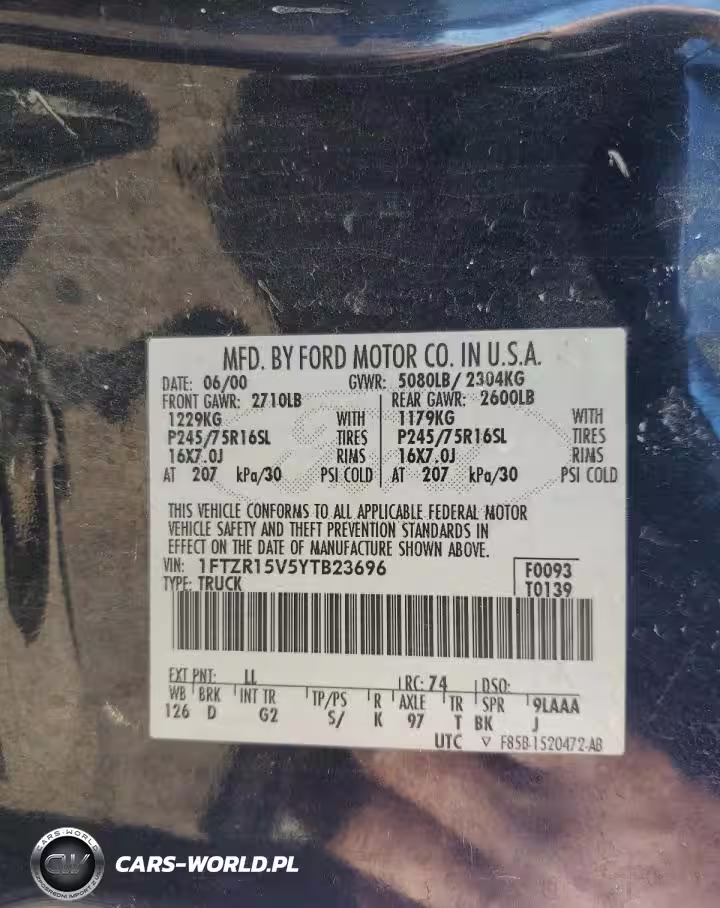 MFD. BY FORD MOTOR CO. IN U.S.A.
DATE: 06/00 GVWR: 5080LB/ 2304KG
FRONT GAWR: 2710LB REAR GAWR: 2600LB
1229KG WITH 1179KG WITH
P245/75R16SL TIRES P245/75R16SL TIRES
16X7.0J RIMS 16X7.0J RIMS
AT 207 kPa/30 PSI COLD AT 207 kPa/30 PSI COLD
THIS VEHICLE CONFORMS TO ALL APPLICABLE FEDERAL MOTOR
VEHICLE SAFETY AND THEFT PREVENTION STANDARDS IN
EFFECT ON THE DATE OF MANUFACTURE SHOWN ABOVE.
VIN: 1FTZR15V5YTB23696 F0093
TYPE: TRUCK T0139
EXT PNT: LL RC: 74 DSO:
WB BRK INT TR TP/PS R AXLE TR SPR 9LAAA
126 D G2 S/ K 97 T BK J
UTC ▽ F85B-1520472-AB
CARS-WORLD.PL
CARS-WORLD
CW